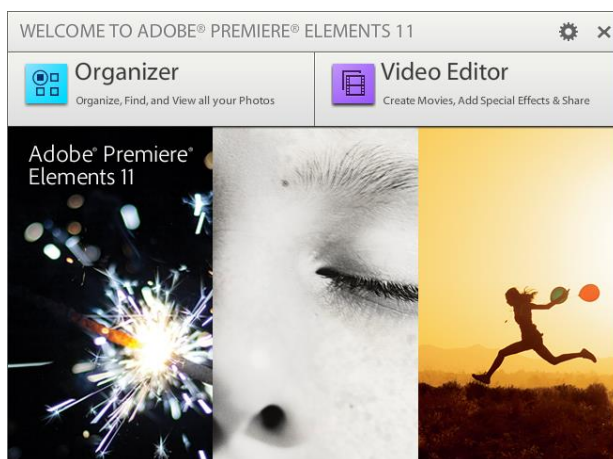 WELCOME TO ADOBE® PREMIERE® ELEMENTS 11
Organizer
Organize, Find, and View all your Photos
Video Editor
Create Movies, Add Special Effects & Share
Adobe® Premiere®
Elements 11